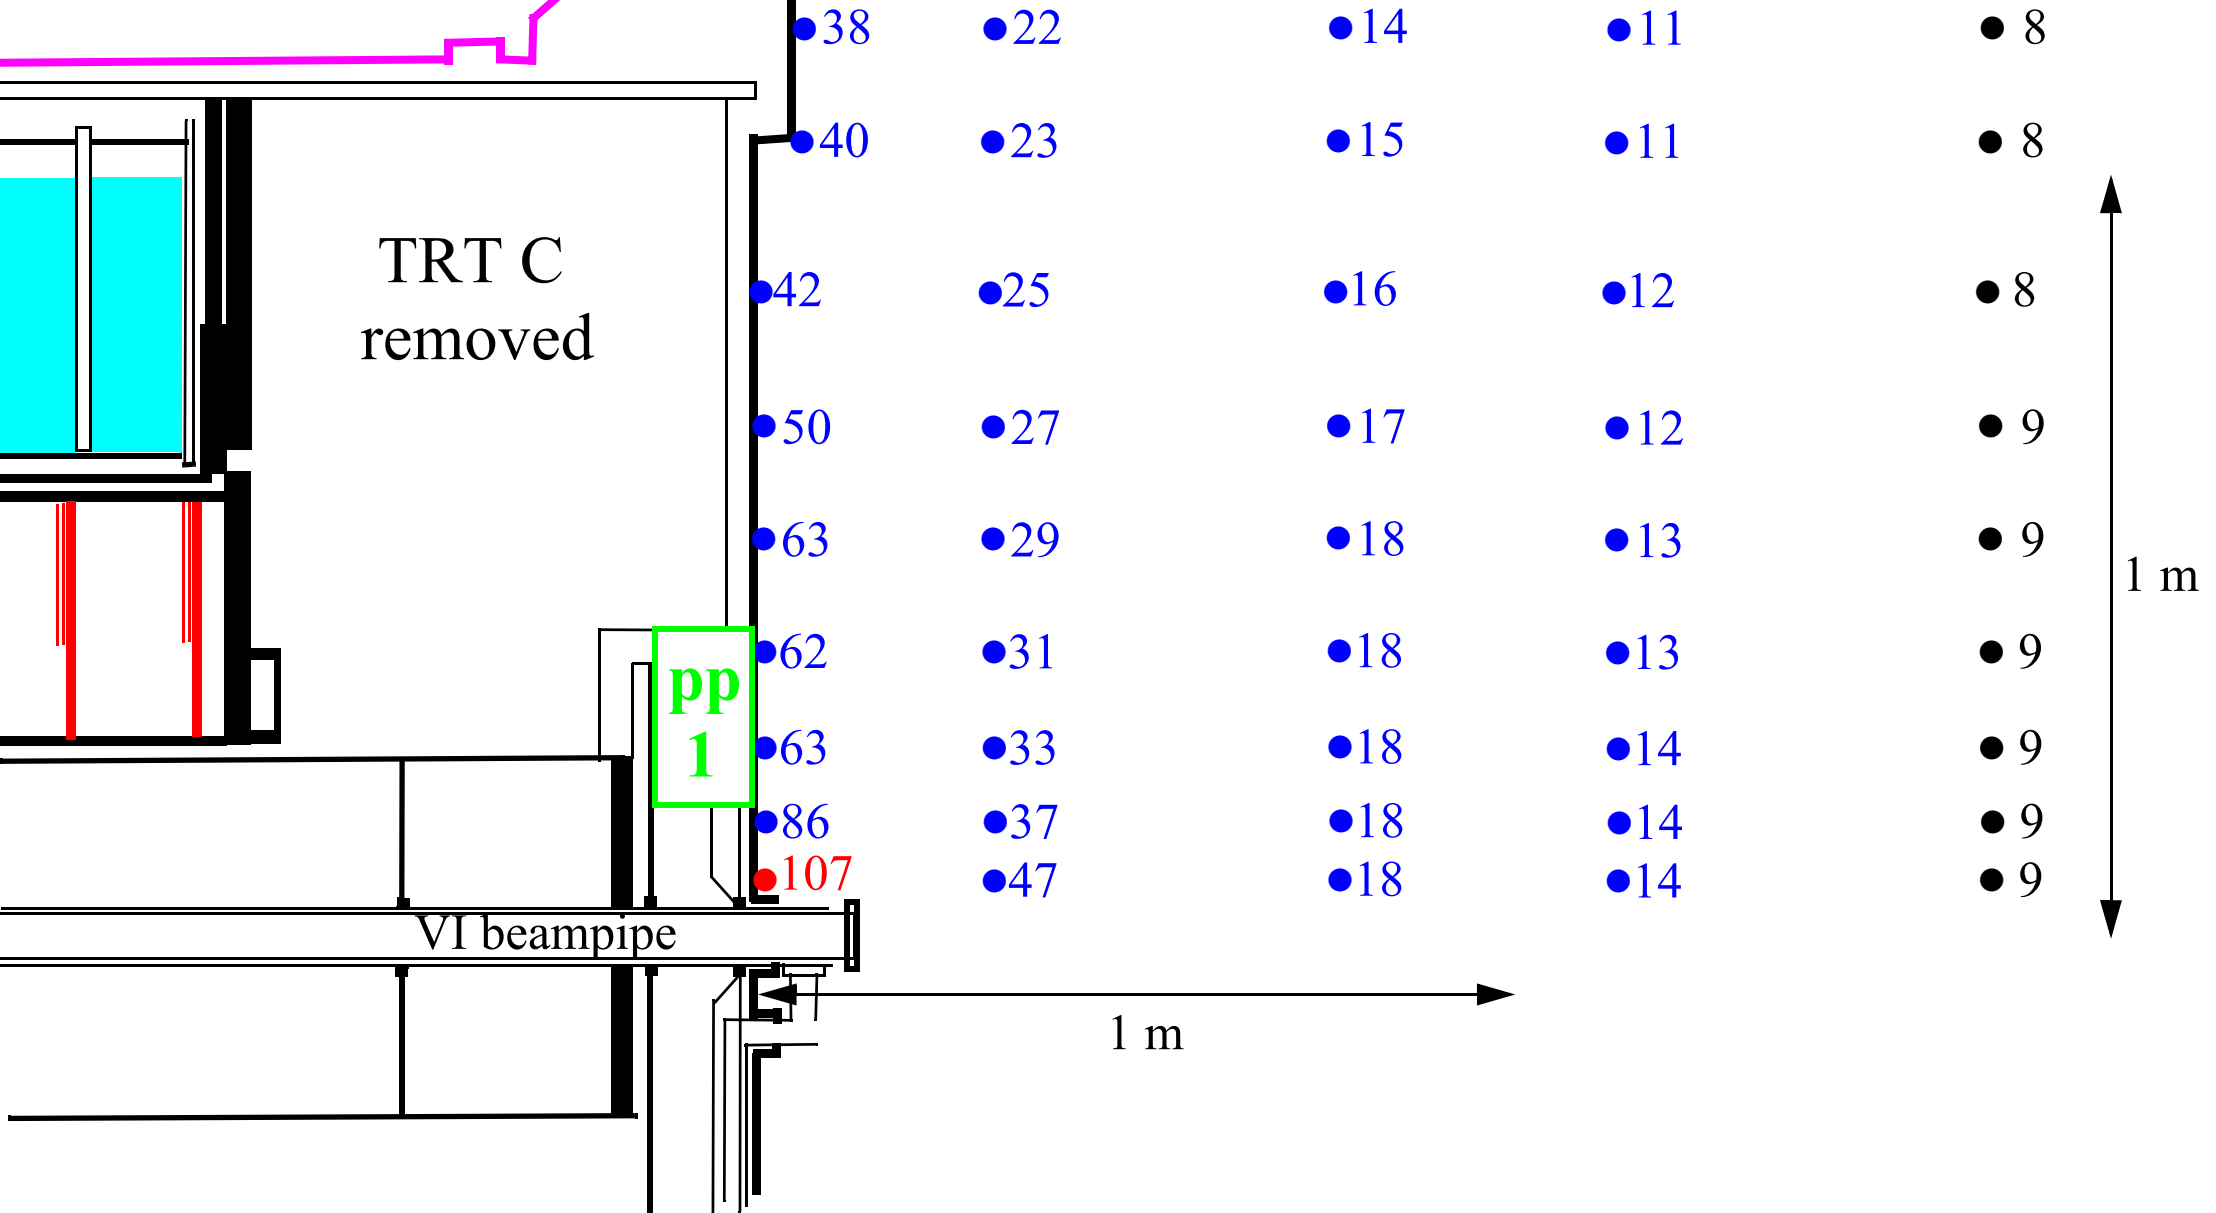 38 22 14 11 8
40 23 15 11 8
TRT C
removed
42 25 16 12 8
50 27 17 12 9
63 29 18 13 9
1 m
62 31 18 13 9
pp
1
63 33 18 14 9
86 37 18 14 9
107 47 18 14 9
VI beampipe
1 m